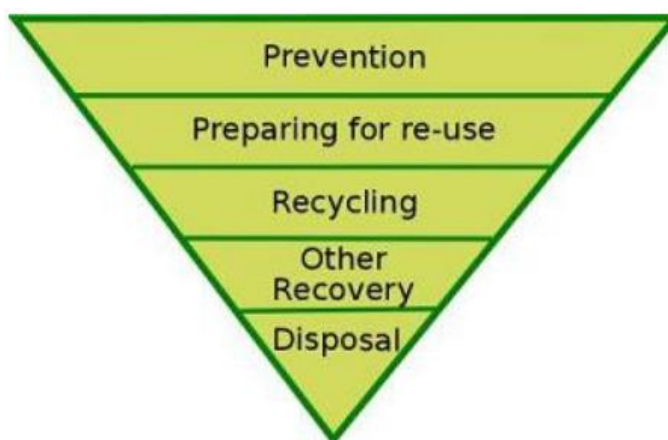 Prevention
Preparing for re-use
Recycling
Other
Recovery
Disposal